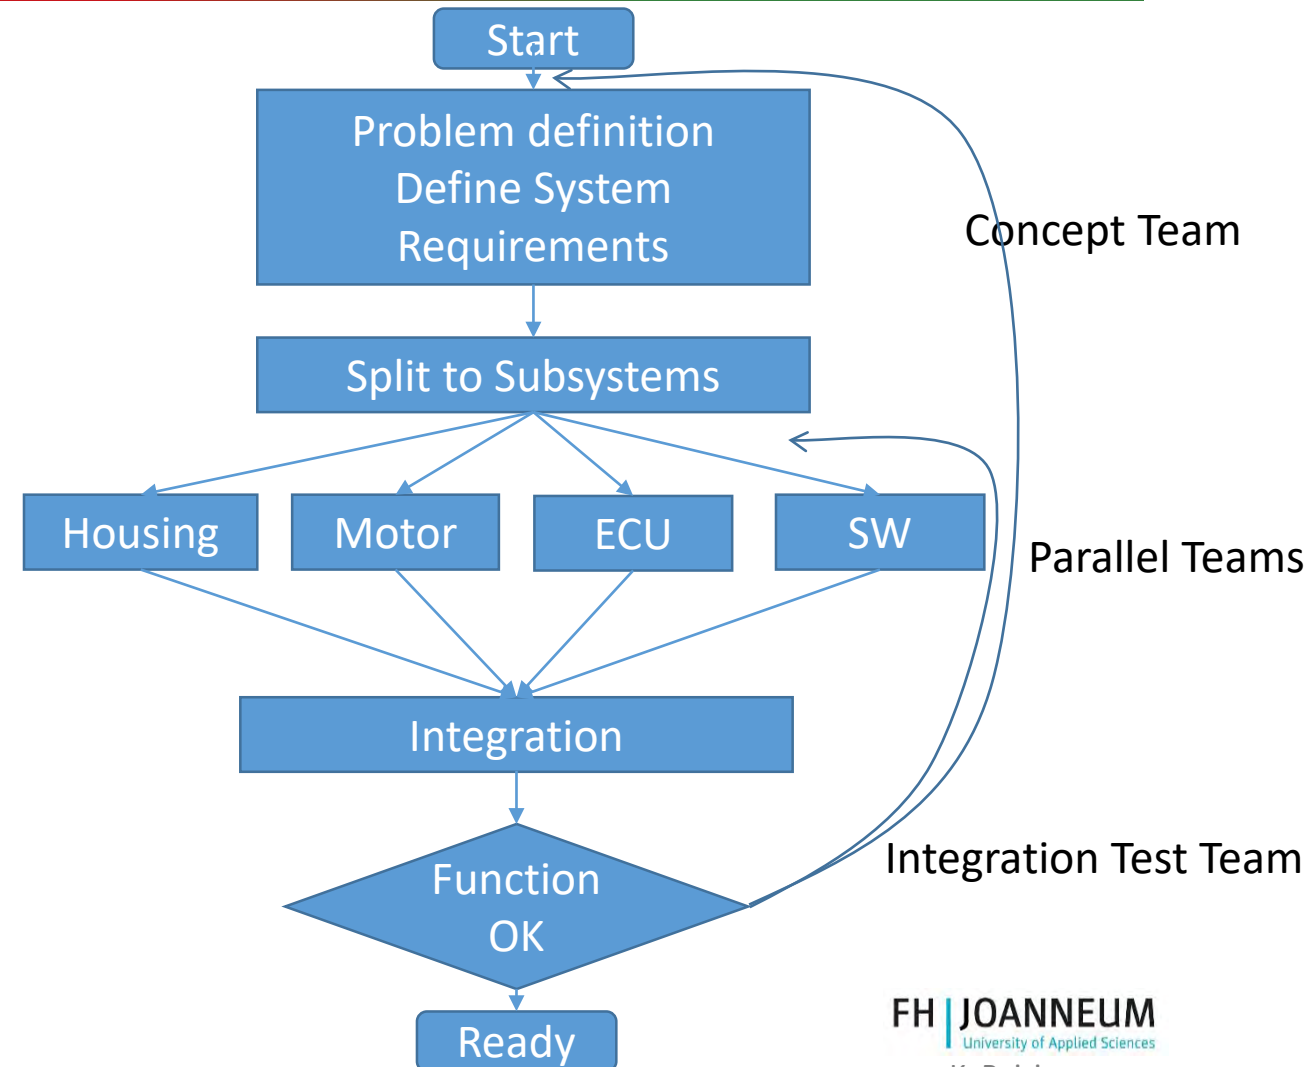 Start
Problem definition
Define System
Requirements
Concept Team
Split to Subsystems
Housing
Motor
ECU
SW
Parallel Teams
Integration
Integration Test Team
Function
OK
Ready
FH JOANNEUM
University of Applied Sciences